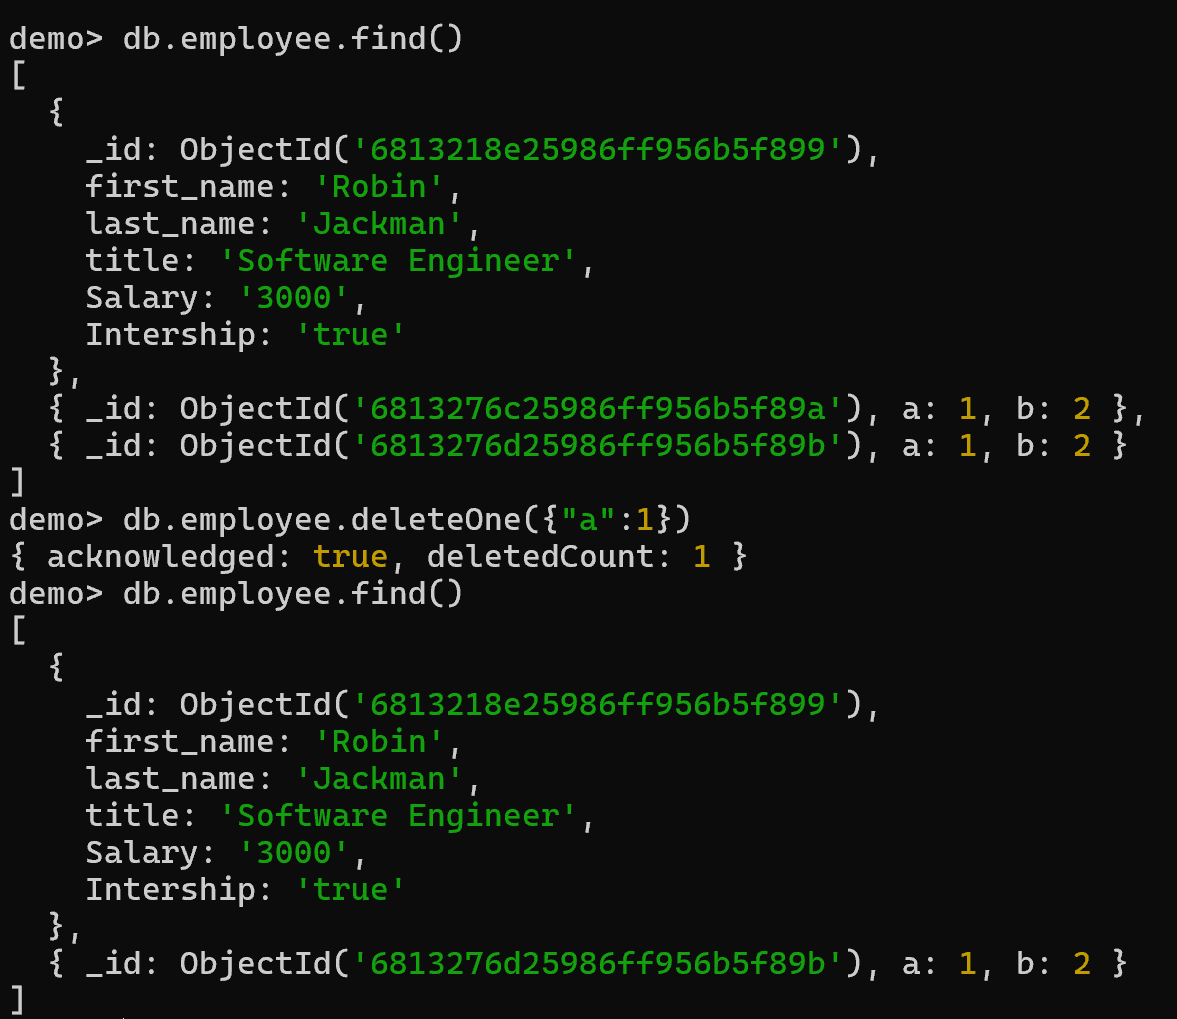 demo> db.employee.find()
[
  {
    _id: ObjectId('6813218e25986ff956b5f899'),
    first_name: 'Robin',
    last_name: 'Jackman',
    title: 'Software Engineer',
    Salary: '3000',
    Intership: 'true'
  },
  { _id: ObjectId('6813276c25986ff956b5f89a'), a: 1, b: 2 },
  { _id: ObjectId('6813276d25986ff956b5f89b'), a: 1, b: 2 }
]
demo> db.employee.deleteOne({"a":1})
{ acknowledged: true, deletedCount: 1 }
demo> db.employee.find()
[
  {
    _id: ObjectId('6813218e25986ff956b5f899'),
    first_name: 'Robin',
    last_name: 'Jackman',
    title: 'Software Engineer',
    Salary: '3000',
    Intership: 'true'
  },
  { _id: ObjectId('6813276d25986ff956b5f89b'), a: 1, b: 2 }
]